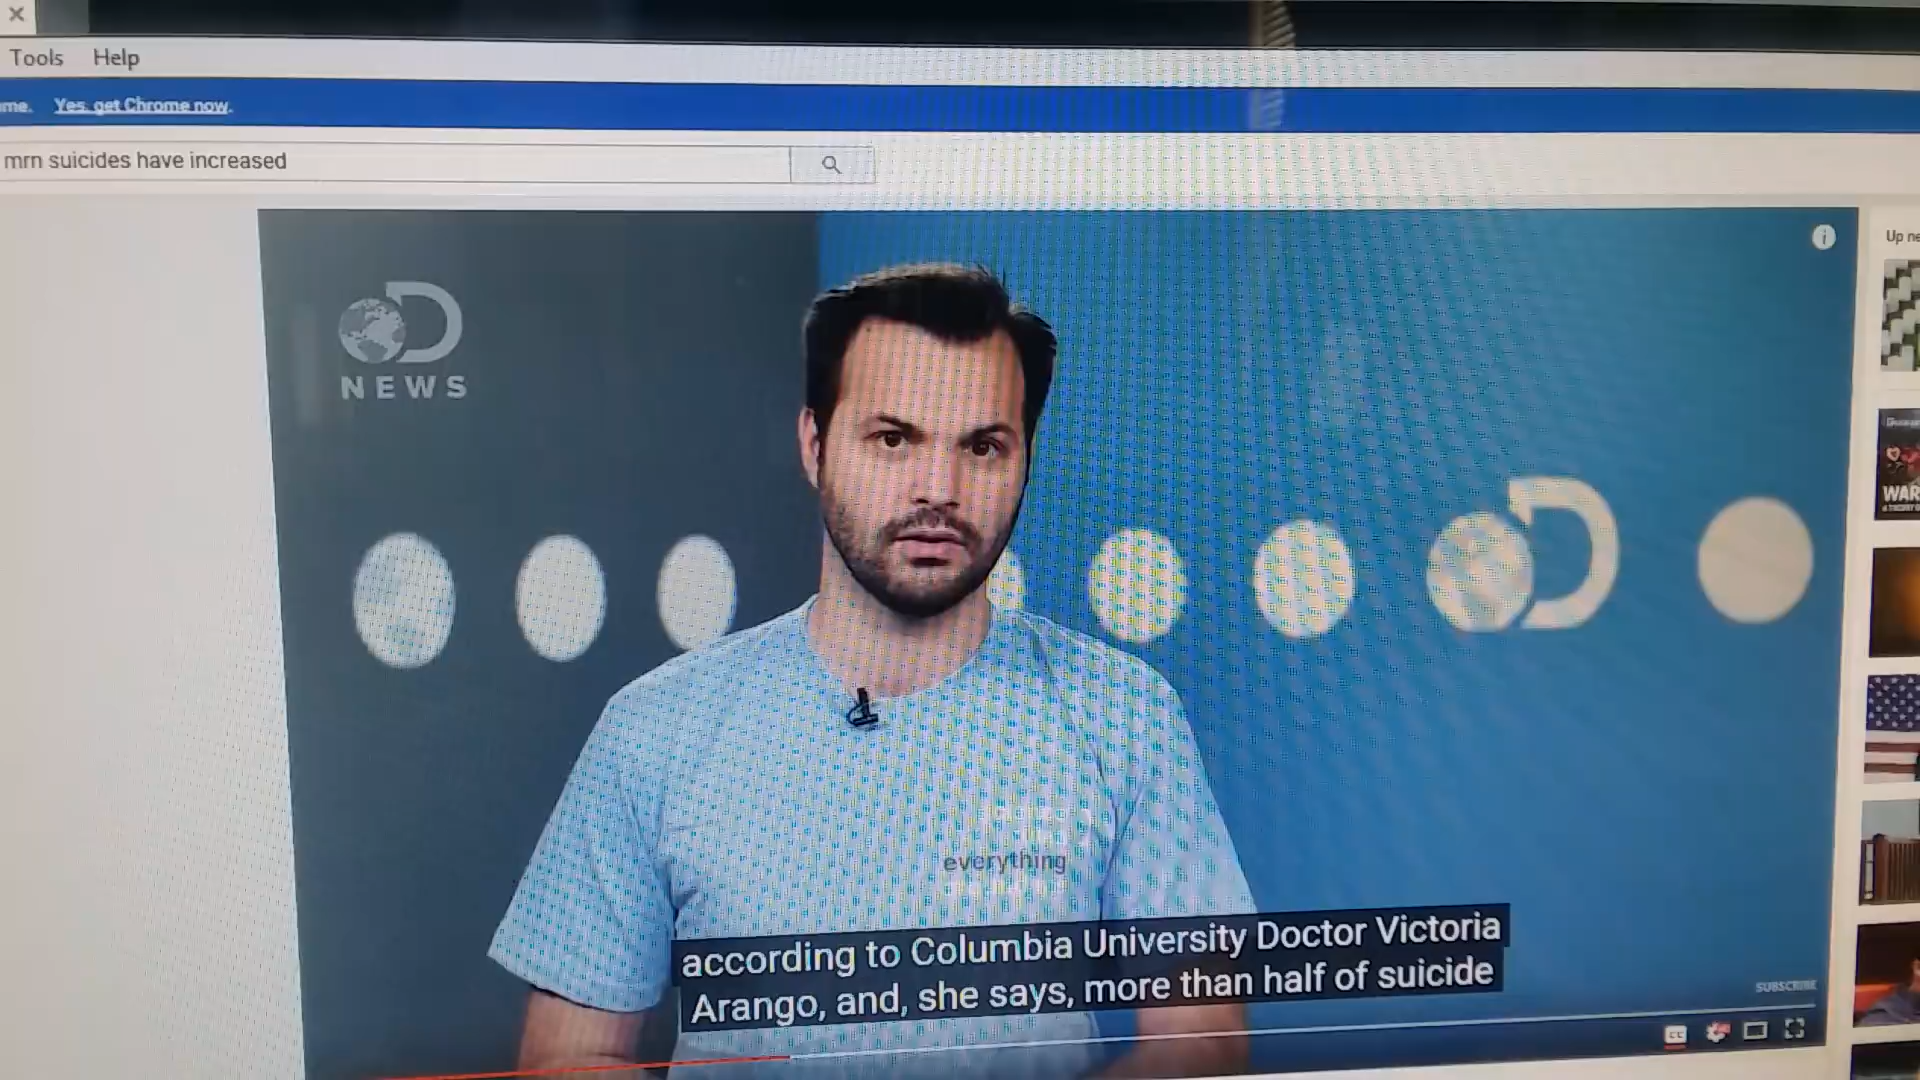 Tools Help
me. Yes, get Chrome now.
mrn suicides have increased
Up ne
NEWS
WAR
everything
according to Columbia University Doctor Victoria
Arango, and, she says, more than half of suicide
SUBSCRIBE
CC